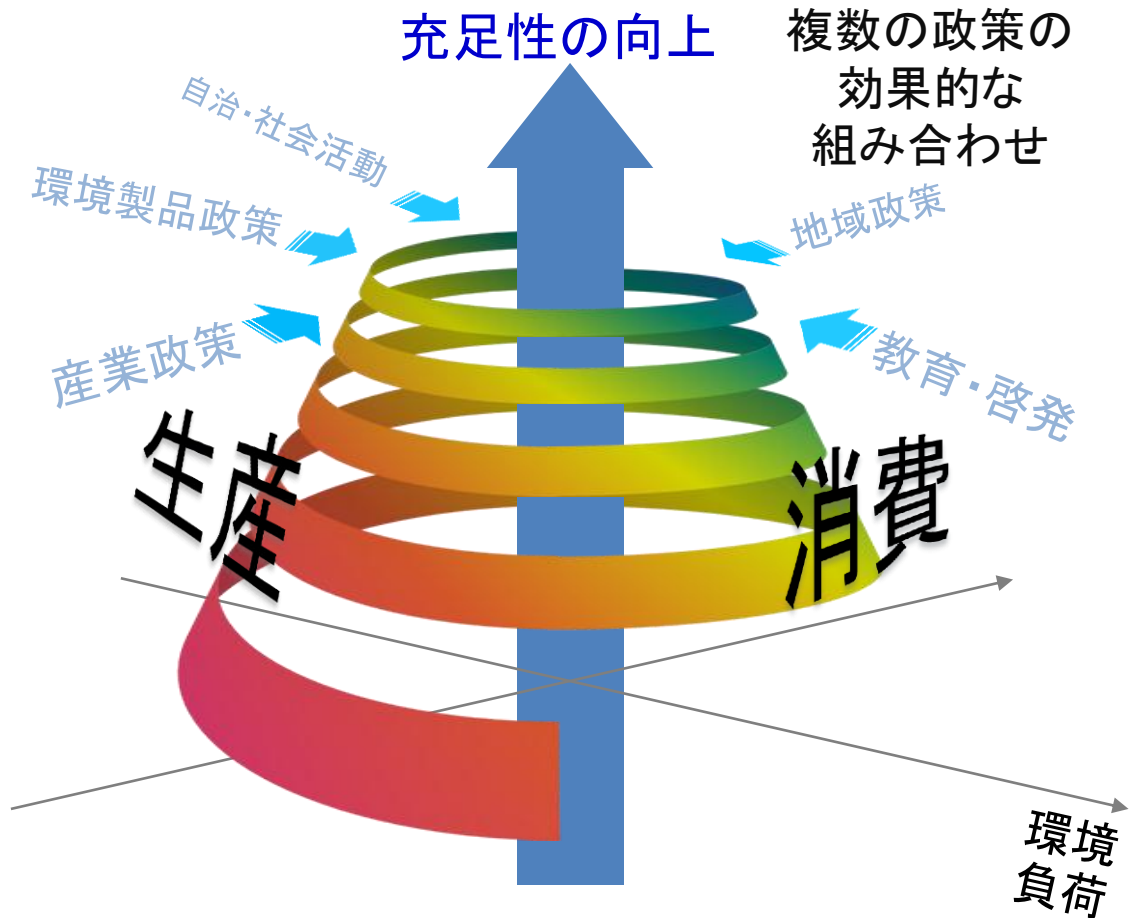 充足性の向上
複数の政策の
効果的な
組み合わせ
自治・社会活動
環境製品政策
地域政策
産業政策
教育・啓発
生産
消費
環境
負荷